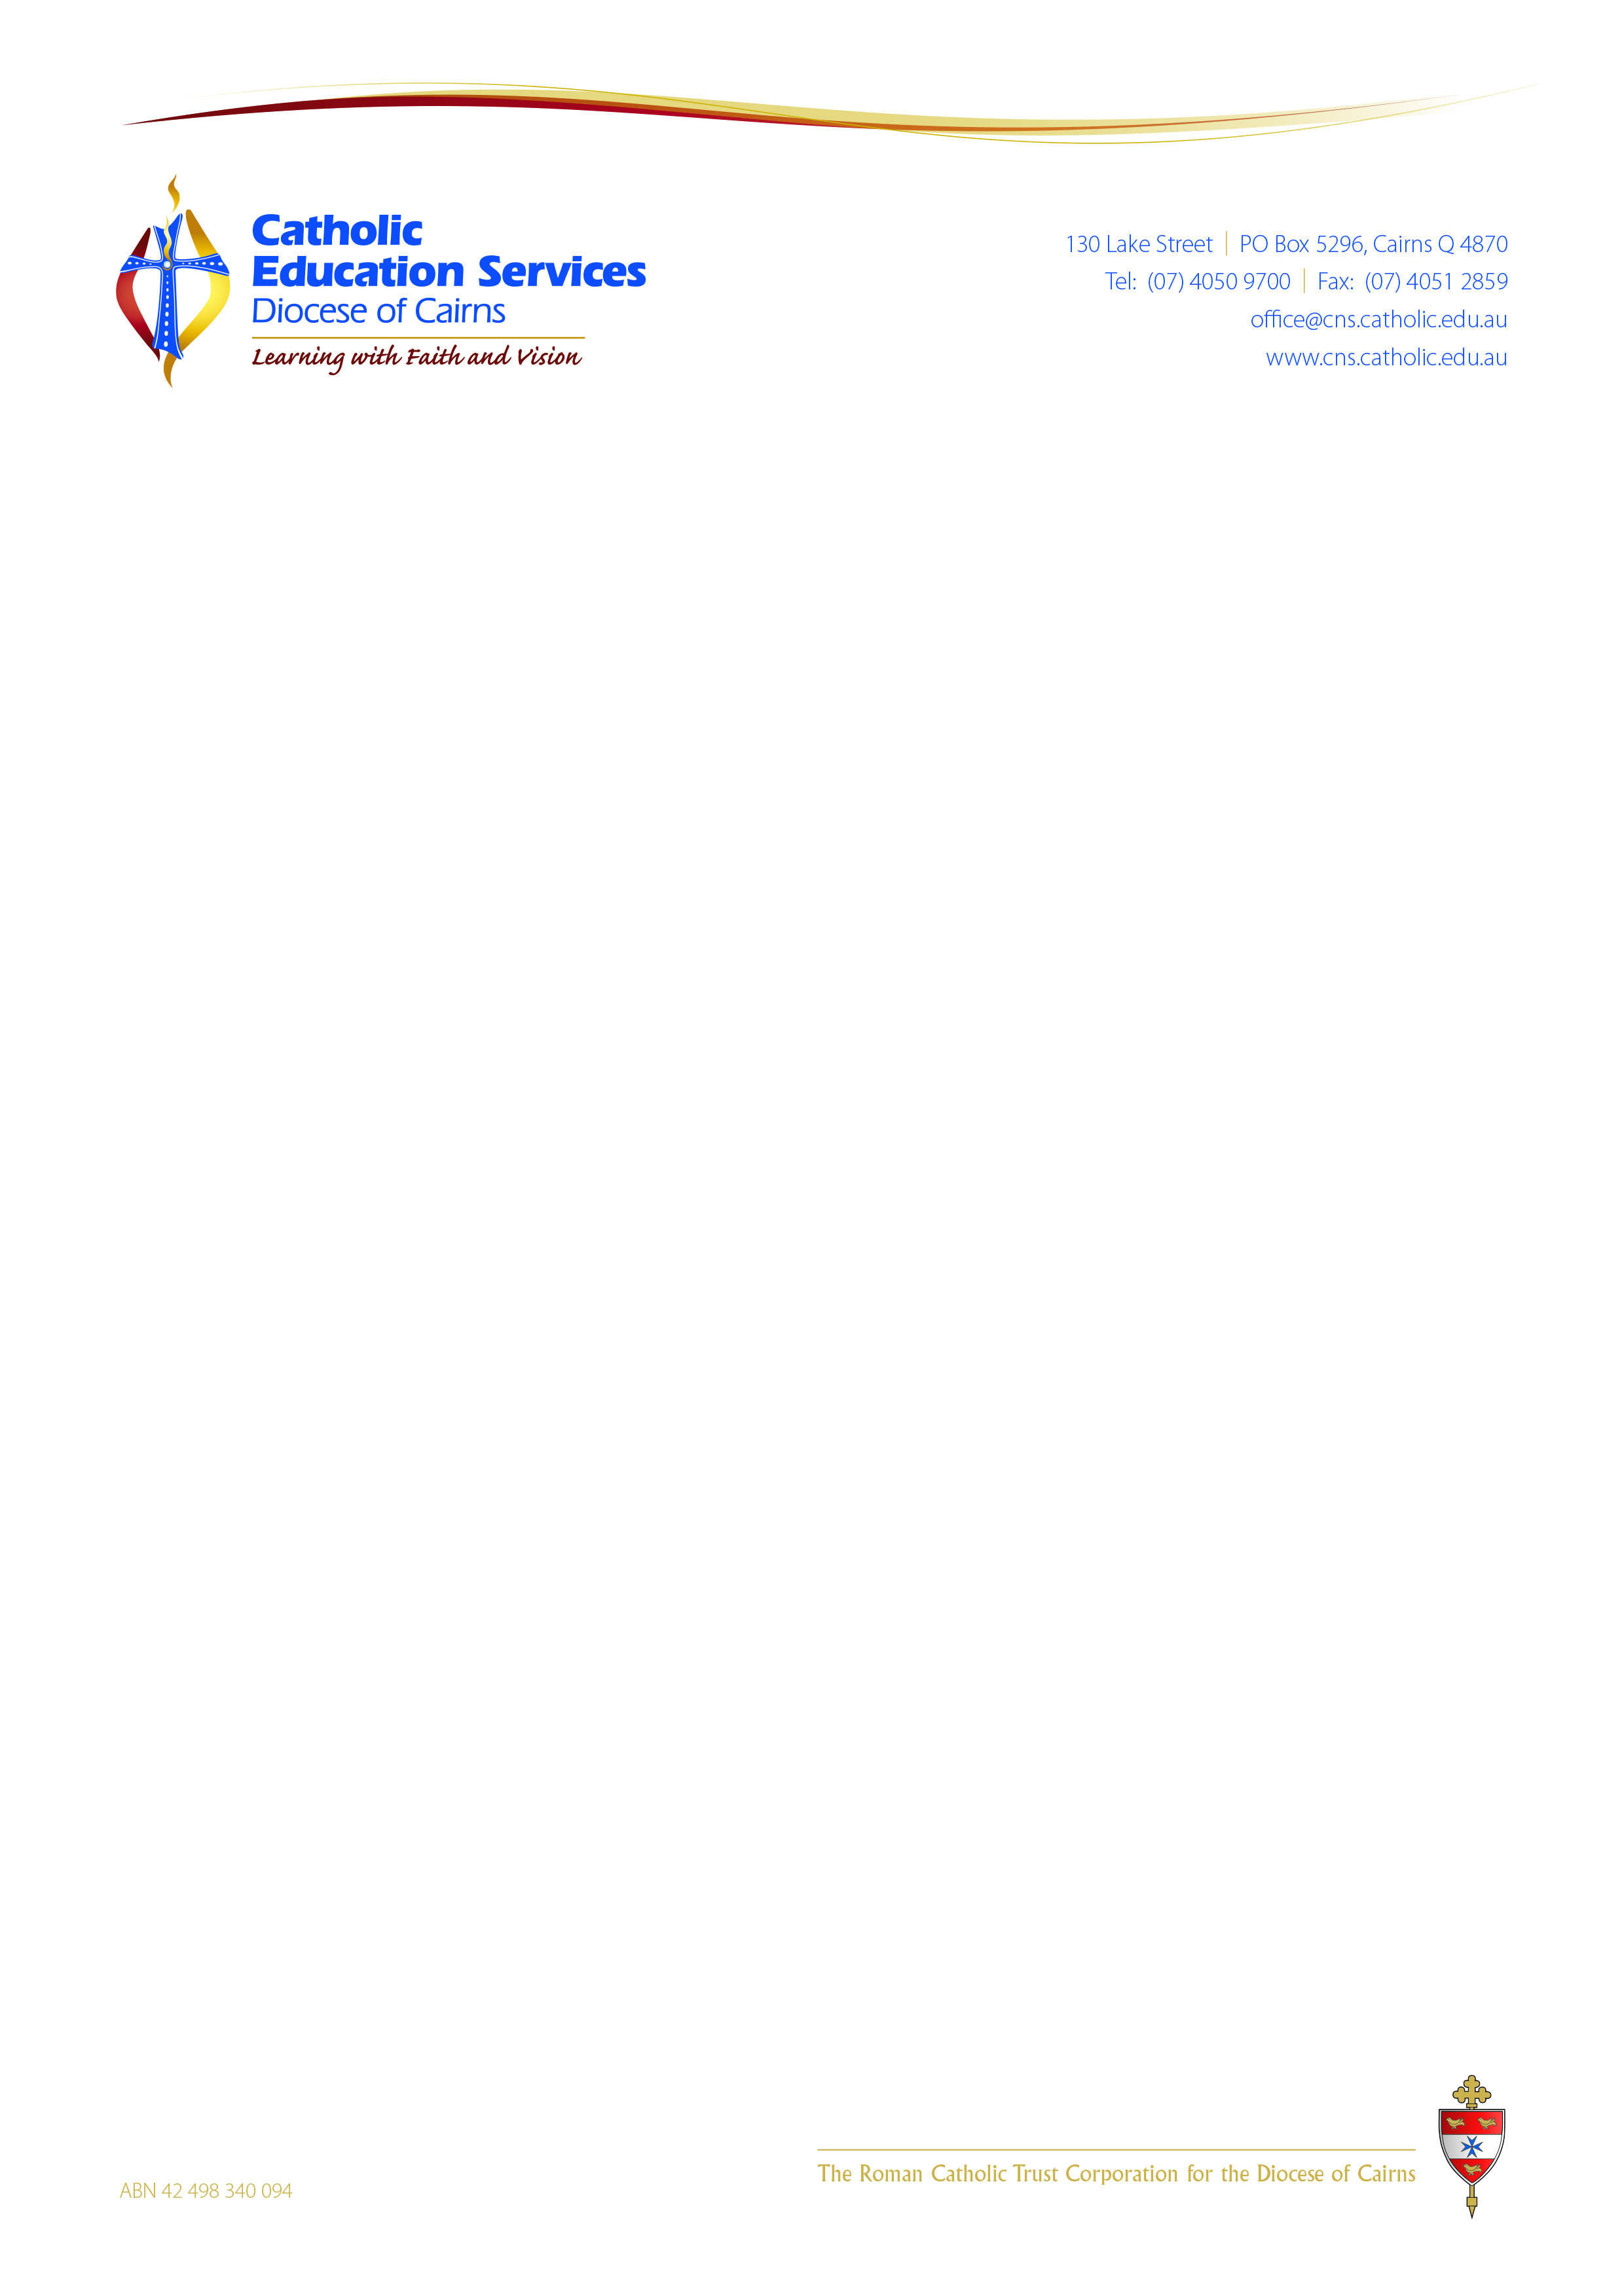 Catholic
Education Services
Diocese of Cairns
Learning with Faith and Vision
130 Lake Street | PO Box 5296, Cairns Q 4870
Tel: (07) 4050 9700 | Fax: (07) 4051 2859
office@cns.catholic.edu.au
www.cns.catholic.edu.au
The Roman Catholic Trust Corporation for the Diocese of Cairns
ABN 42 498 340 094